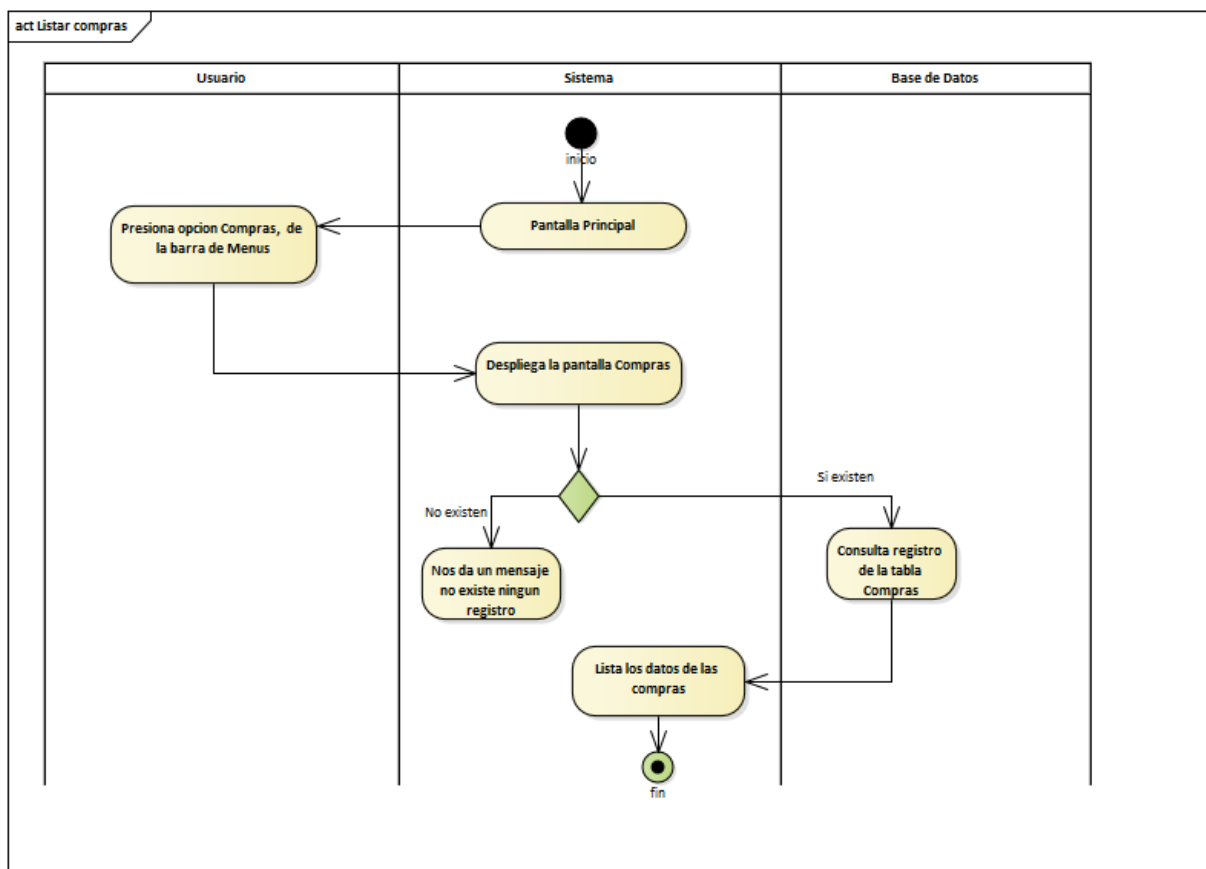 act Listar compras
Usuario
Sistema
Base de Datos
inicio
Pantalla Principal
Presiona opcion Compras, de
la barra de Menus
Despliega la pantalla Compras
Si existen
No existen
Consulta registro
de la tabla
Compras
Nos da un mensaje
no existe ningun
registro
Lista los datos de las
compras
fin